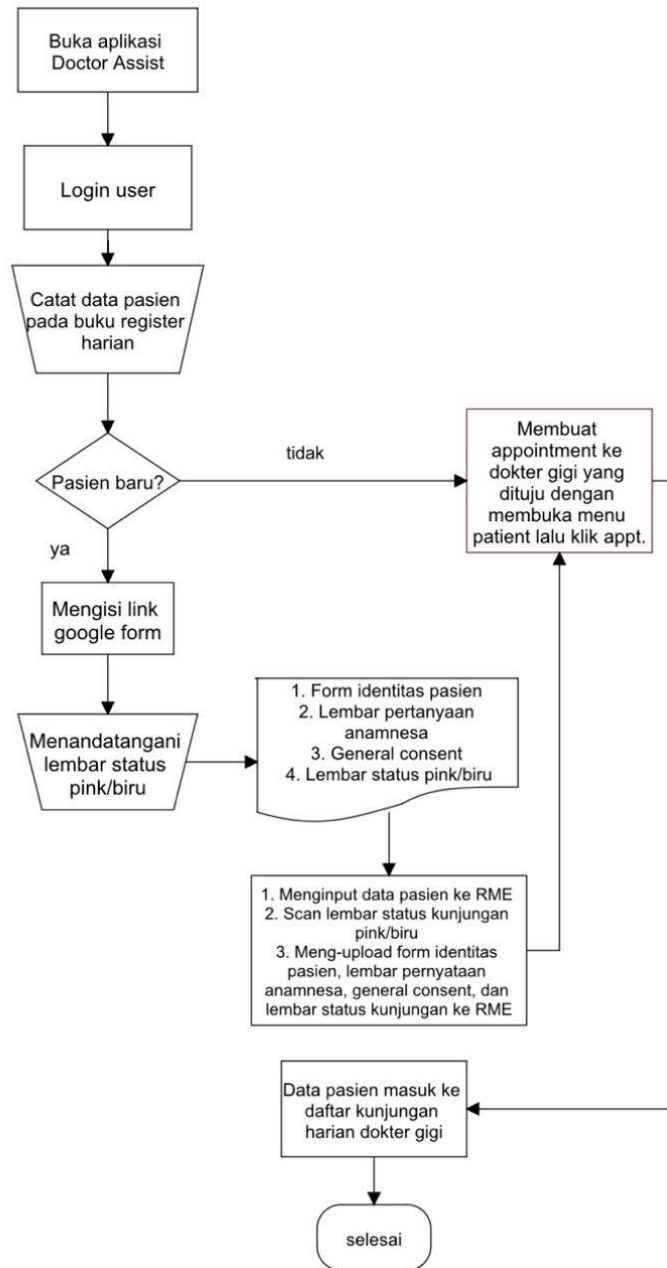 Buka aplikasi
Doctor Assist
Login user
Catat data pasien
pada buku register
harian
Pasien baru?
tidak
ya
Membuat
appointment ke
dokter gigi yang
dituju dengan
membuka menu
patient lalu klik appt.
Mengisi link
google form
Menandatangani
lembar status
pink/biru
1. Form identitas pasien
2. Lembar pertanyaan
anamnesa
3. General consent
4. Lembar status pink/biru
1. Menginput data pasien ke RME
2. Scan lembar status kunjungan
pink/biru
3. Meng-upload form identitas
pasien, lembar pernyataan
anamnesa, general consent, dan
lembar status kunjungan ke RME
Data pasien masuk ke
daftar kunjungan
harian dokter gigi
selesai